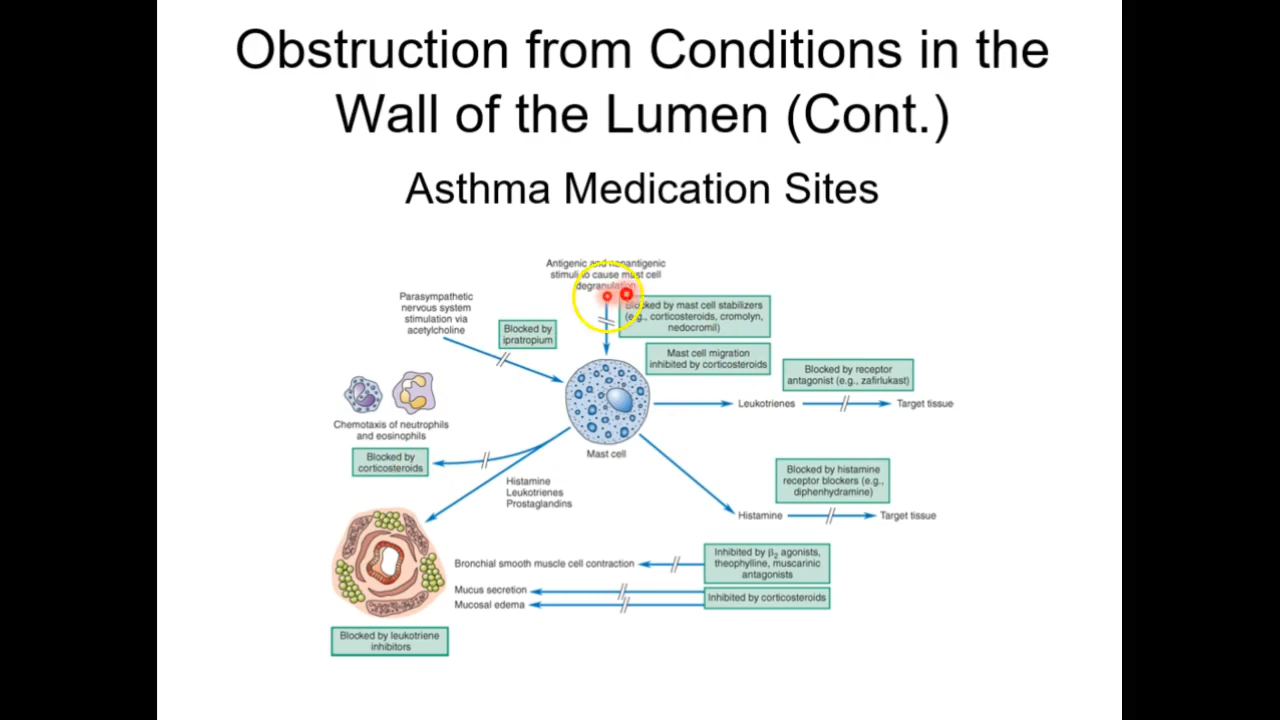 Obstruction from Conditions in the
Wall of the Lumen (Cont.)
Asthma Medication Sites
Antigenic and nonantigenic
stimuli to cause mast cell
degranulation
Parasympathetic
nervous system
stimulation via
acetylcholine
Blocked by
ipratropium
Blocked by mast cell stabilizers
(e.g., corticosteroids, cromolyn,
nedocromil)
Mast cell migration
inhibited by corticosteroids
Blocked by receptor
antagonist (e.g., zafirlukast)
Leukotrienes
Target tissue
Chemotaxis of neutrophils
and eosinophils
Mast cell
Blocked by
corticosteroids
Histamine
Leukotrienes
Prostaglandins
Blocked by histamine
receptor blockers (e.g.,
diphenhydramine)
Histamine
Target tissue
Bronchial smooth muscle cell contraction
Inhibited by β₂ agonists,
theophylline, muscarinic
antagonists
Mucus secretion
Mucosal edema
Inhibited by corticosteroids
Blocked by leukotriene
inhibitors